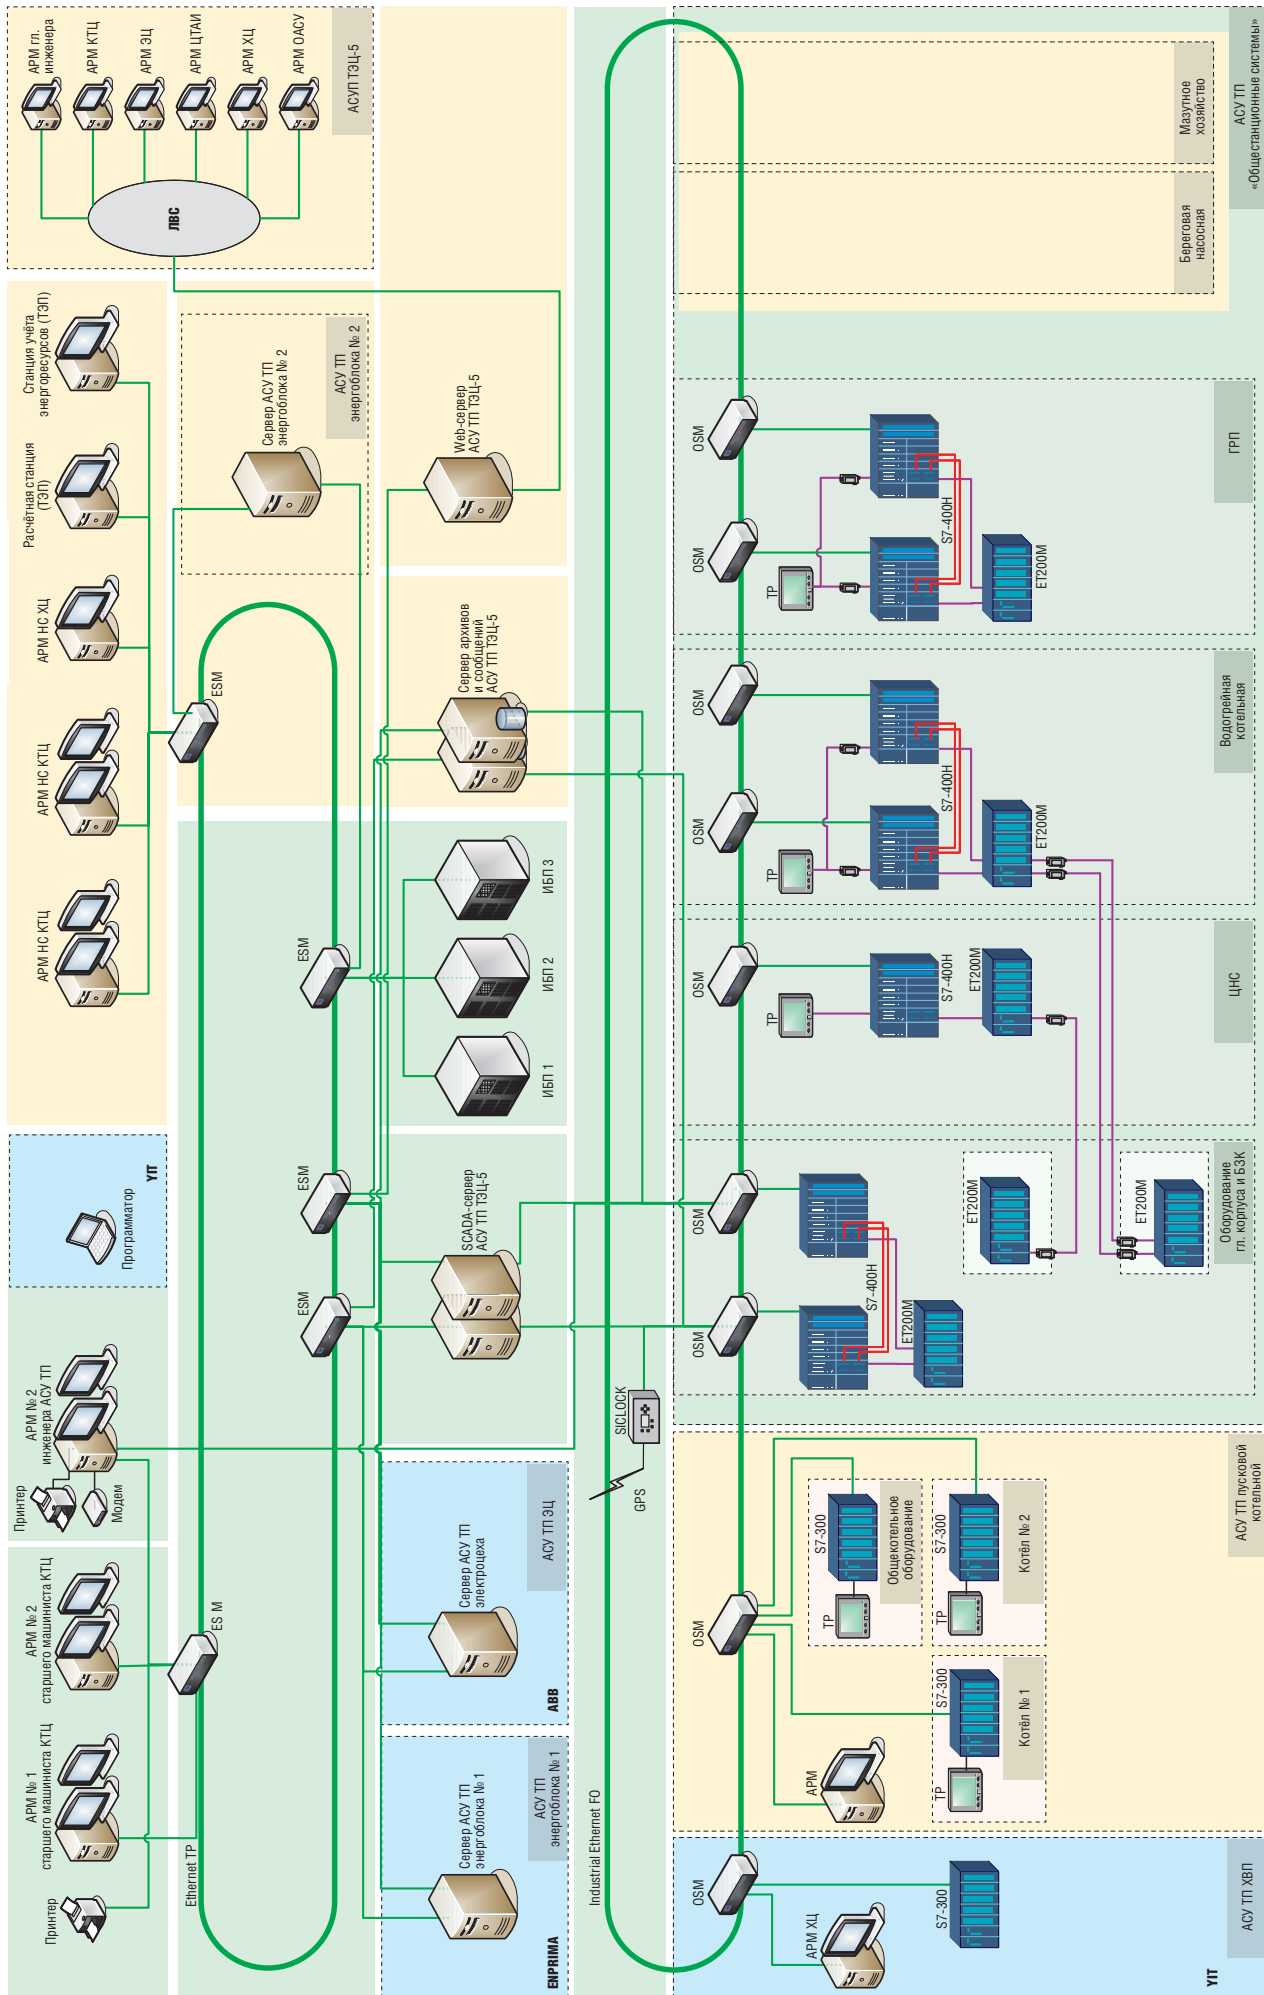 Принтер
АРМ № 1
старшего машиниста КТЦ
АРМ № 2
старшего машиниста КТЦ
Принтер
Модем
АРМ № 2
инженера АСУ ТП
Программатор
YIT
АРМ НС КТЦ
АРМ НС КТЦ
АРМ НС ХЦ
Расчётная станция
(ТЭП)
Станция учёта
энергоресурсов (ТЭП)
АРМ гл.
инженера
АРМ КТЦ
АРМ ЭЦ
АРМ ЦТАИ
АРМ ХЦ
АРМ ОАСУ
ЛВС
АСУП ТЭЦ-5
Ethernet TP
ES M
ESM
ESM
ESM
ESM
Сервер АСУ ТП
энергоблока № 2
АСУ ТП
энергоблока № 2
Сервер АСУ ТП
энергоблока № 1
АСУ ТП
энергоблока № 1
ENPRIMA
Сервер АСУ ТП
электроцеха
АСУ ТП ЭЦ
ABB
SCADA-сервер
АСУ ТП ТЭЦ-5
ИБП 1
ИБП 2
ИБП 3
Сервер архивов
и сообщений
АСУ ТП ТЭЦ-5
Web-сервер
АСУ ТП ТЭЦ-5
Industrial Ethernet FO
GPS
SICLOCK
OSM
АРМ ХЦ
S7-300
АСУ ТП ХВП
YIT
OSM
АРМ
TP
S7-300
Котёл № 1
TP
S7-300
Общекотельное
оборудование
TP
S7-300
Котёл № 2
АСУ ТП пусковой
котельной
OSM
OSM
S7-400H
ET200M
ET200M
ET200M
Оборудование
гл. корпуса и БЗК
OSM
TP
S7-400H
ET200M
ЦНС
OSM
OSM
TP
S7-400H
ET200M
Водогрейная
котельная
OSM
OSM
TP
S7-400H
ET200M
ГРП
Береговая
насосная
Мазутное
хозяйство
АСУ ТП
«Общестанционные системы»